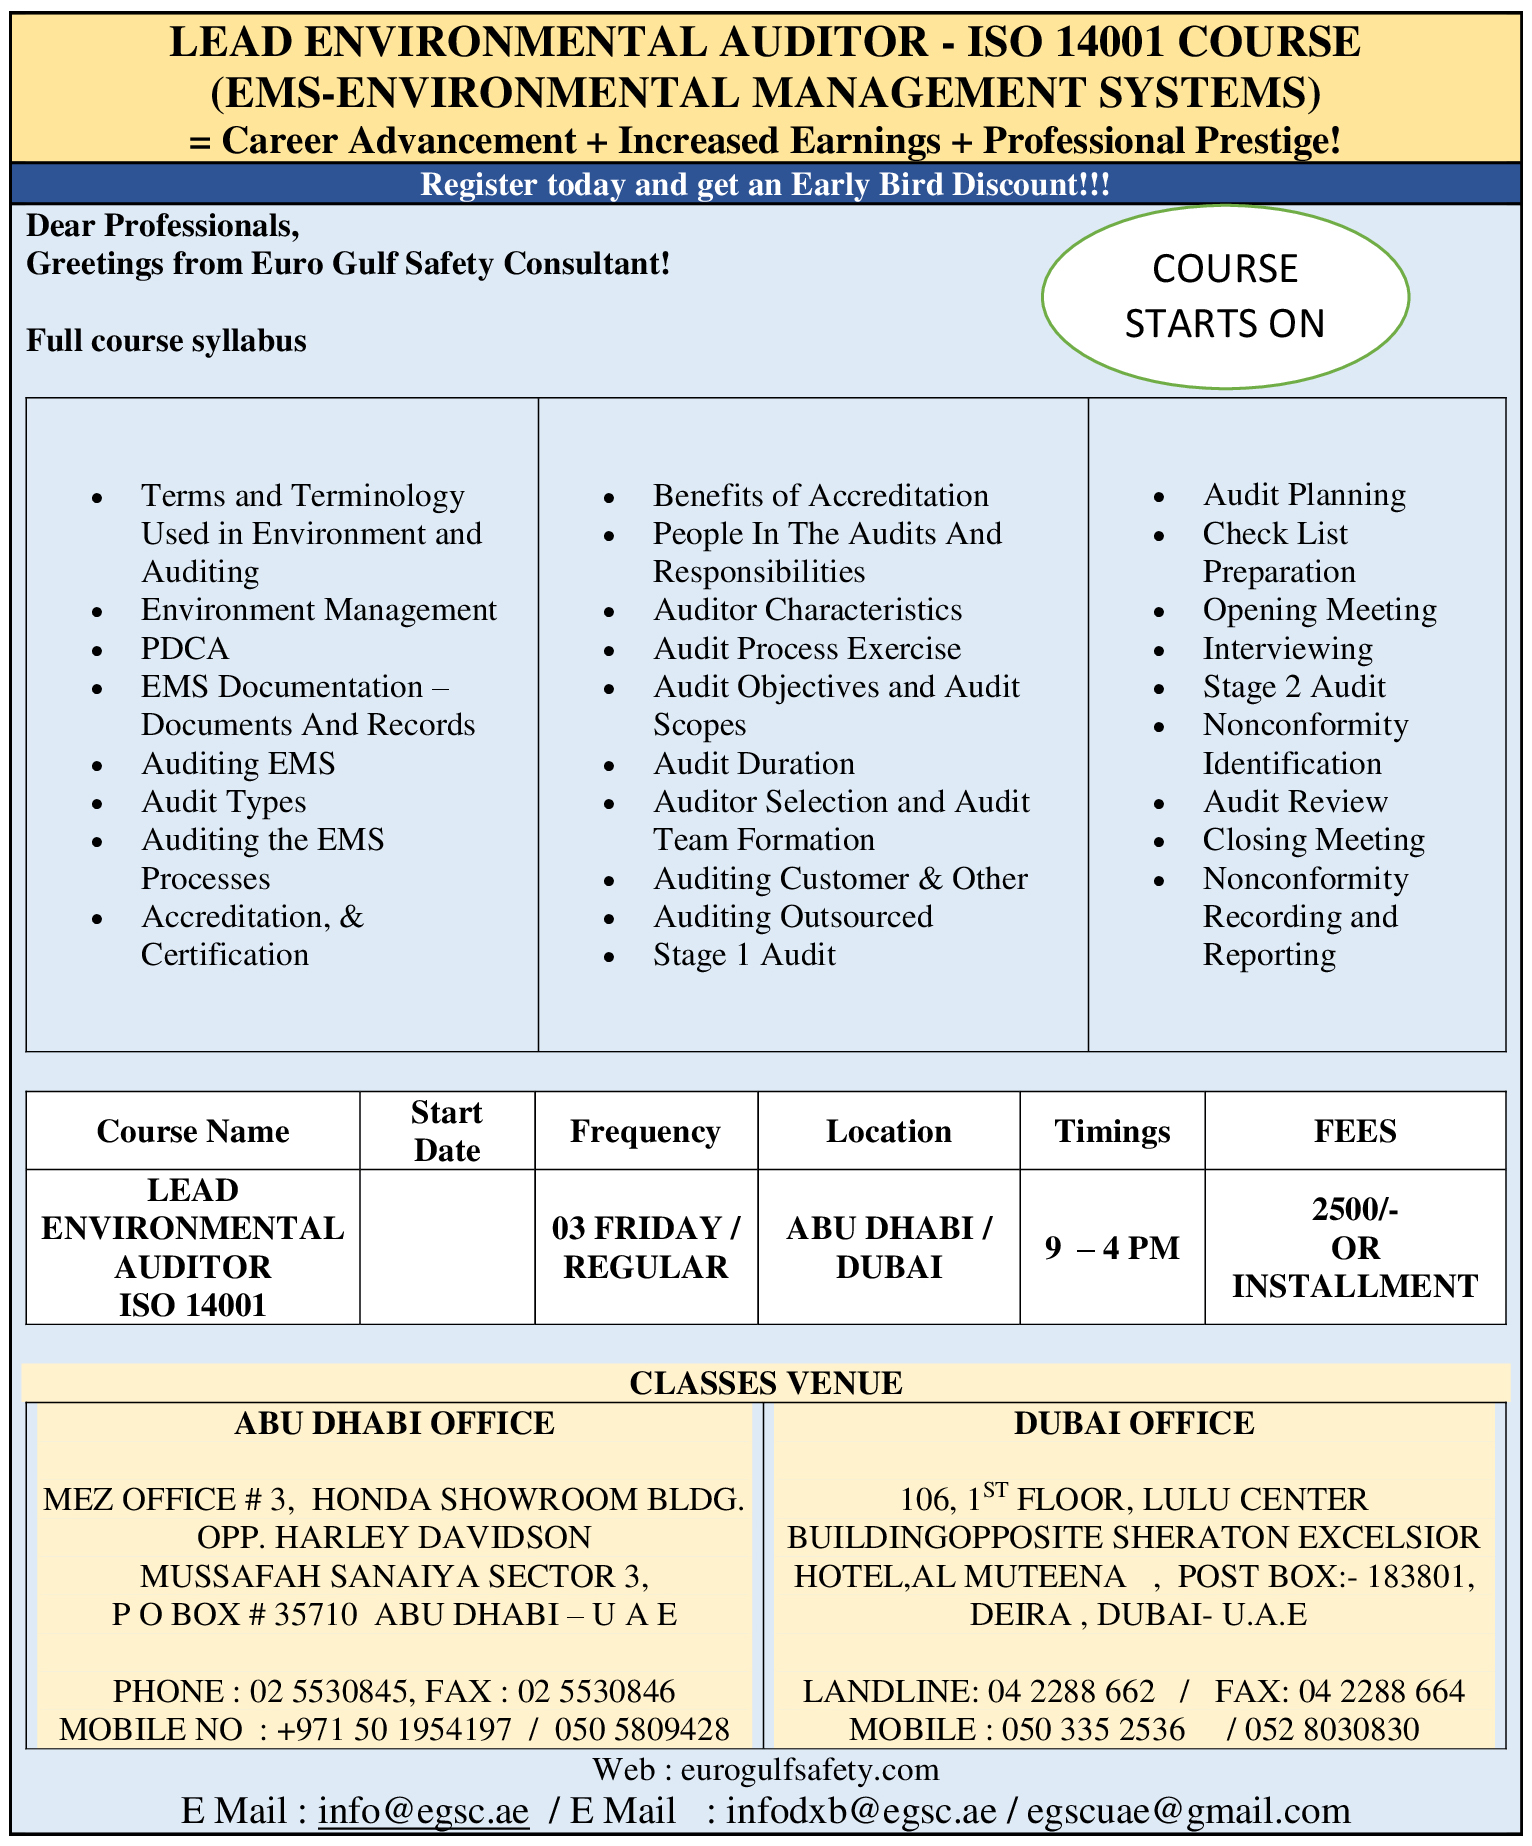 LEAD ENVIRONMENTAL AUDITOR - ISO 14001 COURSE
(EMS-ENVIRONMENTAL MANAGEMENT SYSTEMS)
= Career Advancement + Increased Earnings + Professional Prestige!
Register today and get an Early Bird Discount!!!
Dear Professionals,
Greetings from Euro Gulf Safety Consultant!
COURSE
STARTS ON
Full course syllabus
• Terms and Terminology
Used in Environment and
Auditing
• Environment Management
• PDCA
• EMS Documentation –
Documents And Records
• Auditing EMS
• Audit Types
• Auditing the EMS
Processes
• Accreditation, &
Certification
• Benefits of Accreditation
• People In The Audits And
Responsibilities
• Auditor Characteristics
• Audit Process Exercise
• Audit Objectives and Audit
Scopes
• Audit Duration
• Auditor Selection and Audit
Team Formation
• Auditing Customer & Other
• Auditing Outsourced
• Stage 1 Audit
• Audit Planning
• Check List
Preparation
• Opening Meeting
• Interviewing
• Stage 2 Audit
• Nonconformity
Identification
• Audit Review
• Closing Meeting
• Nonconformity
Recording and
Reporting
Course Name
Start
Date
Frequency
Location
Timings
FEES
LEAD
ENVIRONMENTAL
AUDITOR
ISO 14001
03 FRIDAY /
REGULAR
ABU DHABI /
DUBAI
9 – 4 PM
2500/-
OR
INSTALLMENT
CLASSES VENUE
ABU DHABI OFFICE
MEZ OFFICE # 3, HONDA SHOWROOM BLDG.
OPP. HARLEY DAVIDSON
MUSSAFAH SANAIYA SECTOR 3,
P O BOX # 35710 ABU DHABI – U A E
PHONE : 02 5530845, FAX : 02 5530846
MOBILE NO : +971 50 1954197 / 050 5809428
DUBAI OFFICE
106, 1ST FLOOR, LULU CENTER
BUILDINGOPPOSITE SHERATON EXCELSIOR
HOTEL,AL MUTEENA , POST BOX:- 183801,
DEIRA , DUBAI- U.A.E
LANDLINE: 04 2288 662 / FAX: 04 2288 664
MOBILE : 050 335 2536 / 052 8030830
Web : eurogulfsafety.com
E Mail : info@egsc.ae / E Mail : infodxb@egsc.ae / egscuae@gmail.com